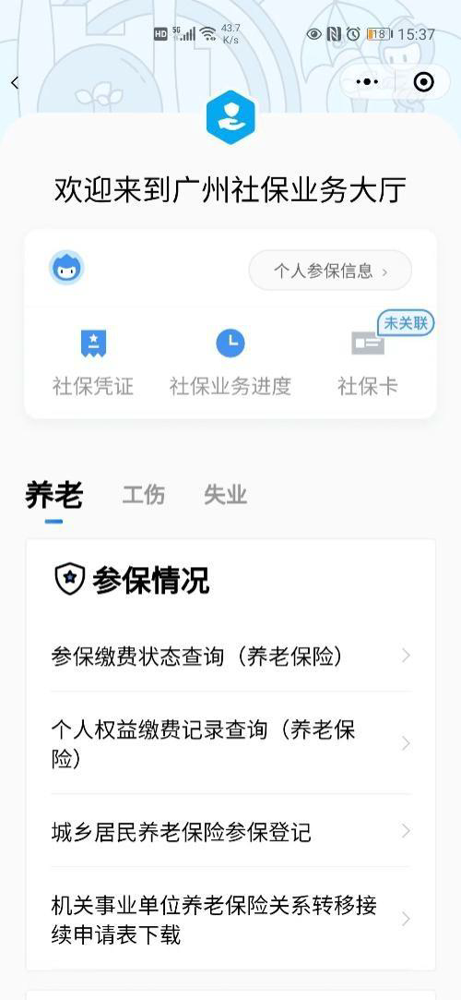 HD 5G 43.7 K/s 18 15:37
欢迎来到广州社保业务大厅
个人参保信息
未关联
社保凭证 社保业务进度 社保卡
养老 工伤 失业
参保情况
参保缴费状态查询（养老保险）
个人权益缴费记录查询（养老保
险）
城乡居民养老保险参保登记
机关事业单位养老保险关系转移接
续申请表下载